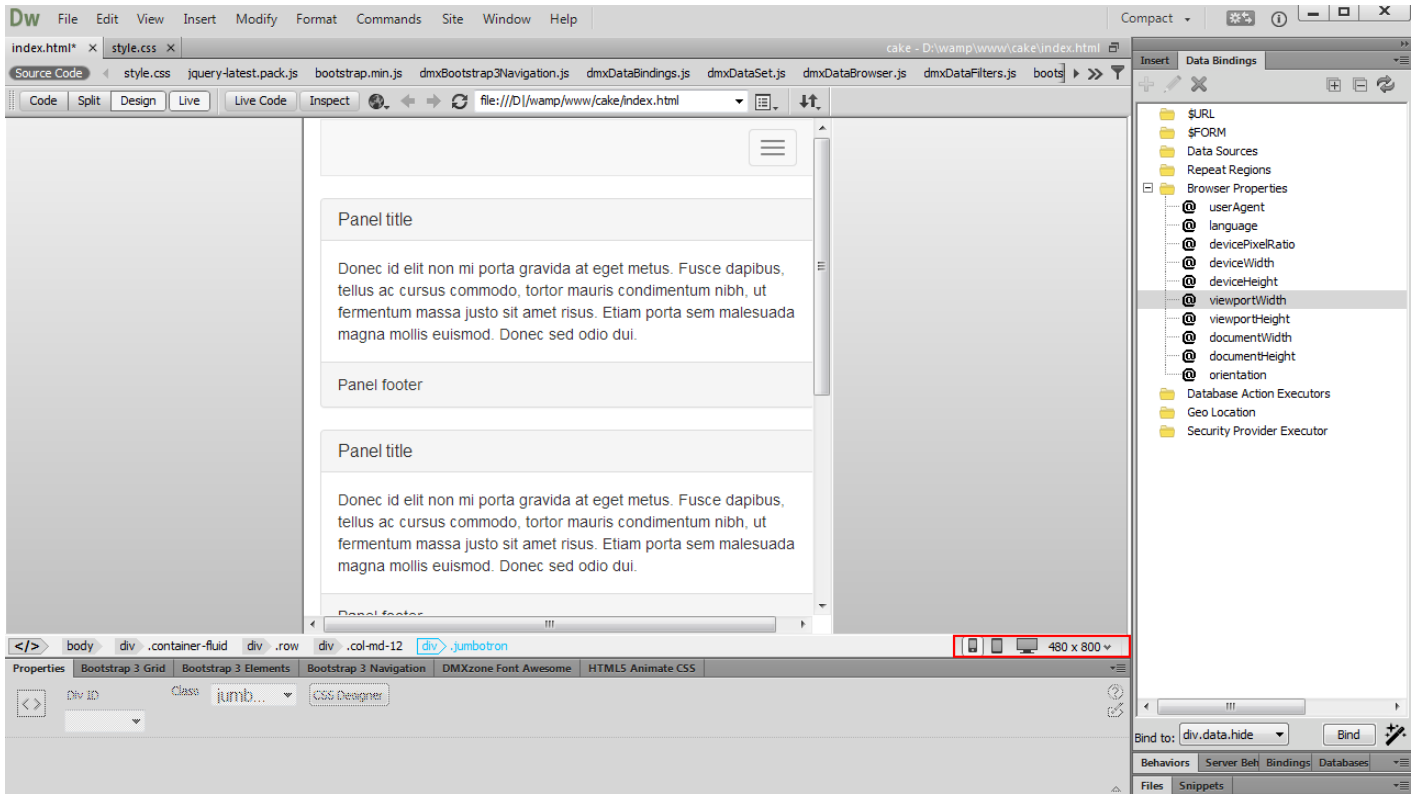 Dw File Edit View Insert Modify Format Commands Site Window Help Compact
index.html* style.css cake - D:\wamp\www\cake\index.html
Source Code style.css jquery-latest.pack.js bootstrap.min.js dmxBootstrap3Navigation.js dmxDataBindings.js dmxDataSet.js dmxDataBrowser.js dmxDataFilters.js boots
Code Split Design Live Live Code Inspect file:///D|/wamp/www/cake/index.html
Panel title
Donec id elit non mi porta gravida at eget metus. Fusce dapibus,
tellus ac cursus commodo, tortor mauris condimentum nibh, ut
fermentum massa justo sit amet risus. Etiam porta sem malesuada
magna mollis euismod. Donec sed odio dui.
Panel footer
Panel title
Donec id elit non mi porta gravida at eget metus. Fusce dapibus,
tellus ac cursus commodo, tortor mauris condimentum nibh, ut
fermentum massa justo sit amet risus. Etiam porta sem malesuada
magna mollis euismod. Donec sed odio dui.
Panel footer
</> body div .container-fluid div .row div .col-md-12 div .jumbotron 480 x 800
Properties Bootstrap 3 Grid Bootstrap 3 Elements Bootstrap 3 Navigation DMXzone Font Awesome HTML5 Animate CSS
Div ID Class jumb... CSS Designer
Insert Data Bindings
$URL
$FORM
Data Sources
Repeat Regions
Browser Properties
@ userAgent
@ language
@ devicePixelRatio
@ deviceWidth
@ deviceHeight
@ viewportWidth
@ viewportHeight
@ documentWidth
@ documentHeight
@ orientation
Database Action Executors
Geo Location
Security Provider Executor
Bind to: div.data.hide Bind
Behaviors Server Beh Bindings Databases
Files Snippets